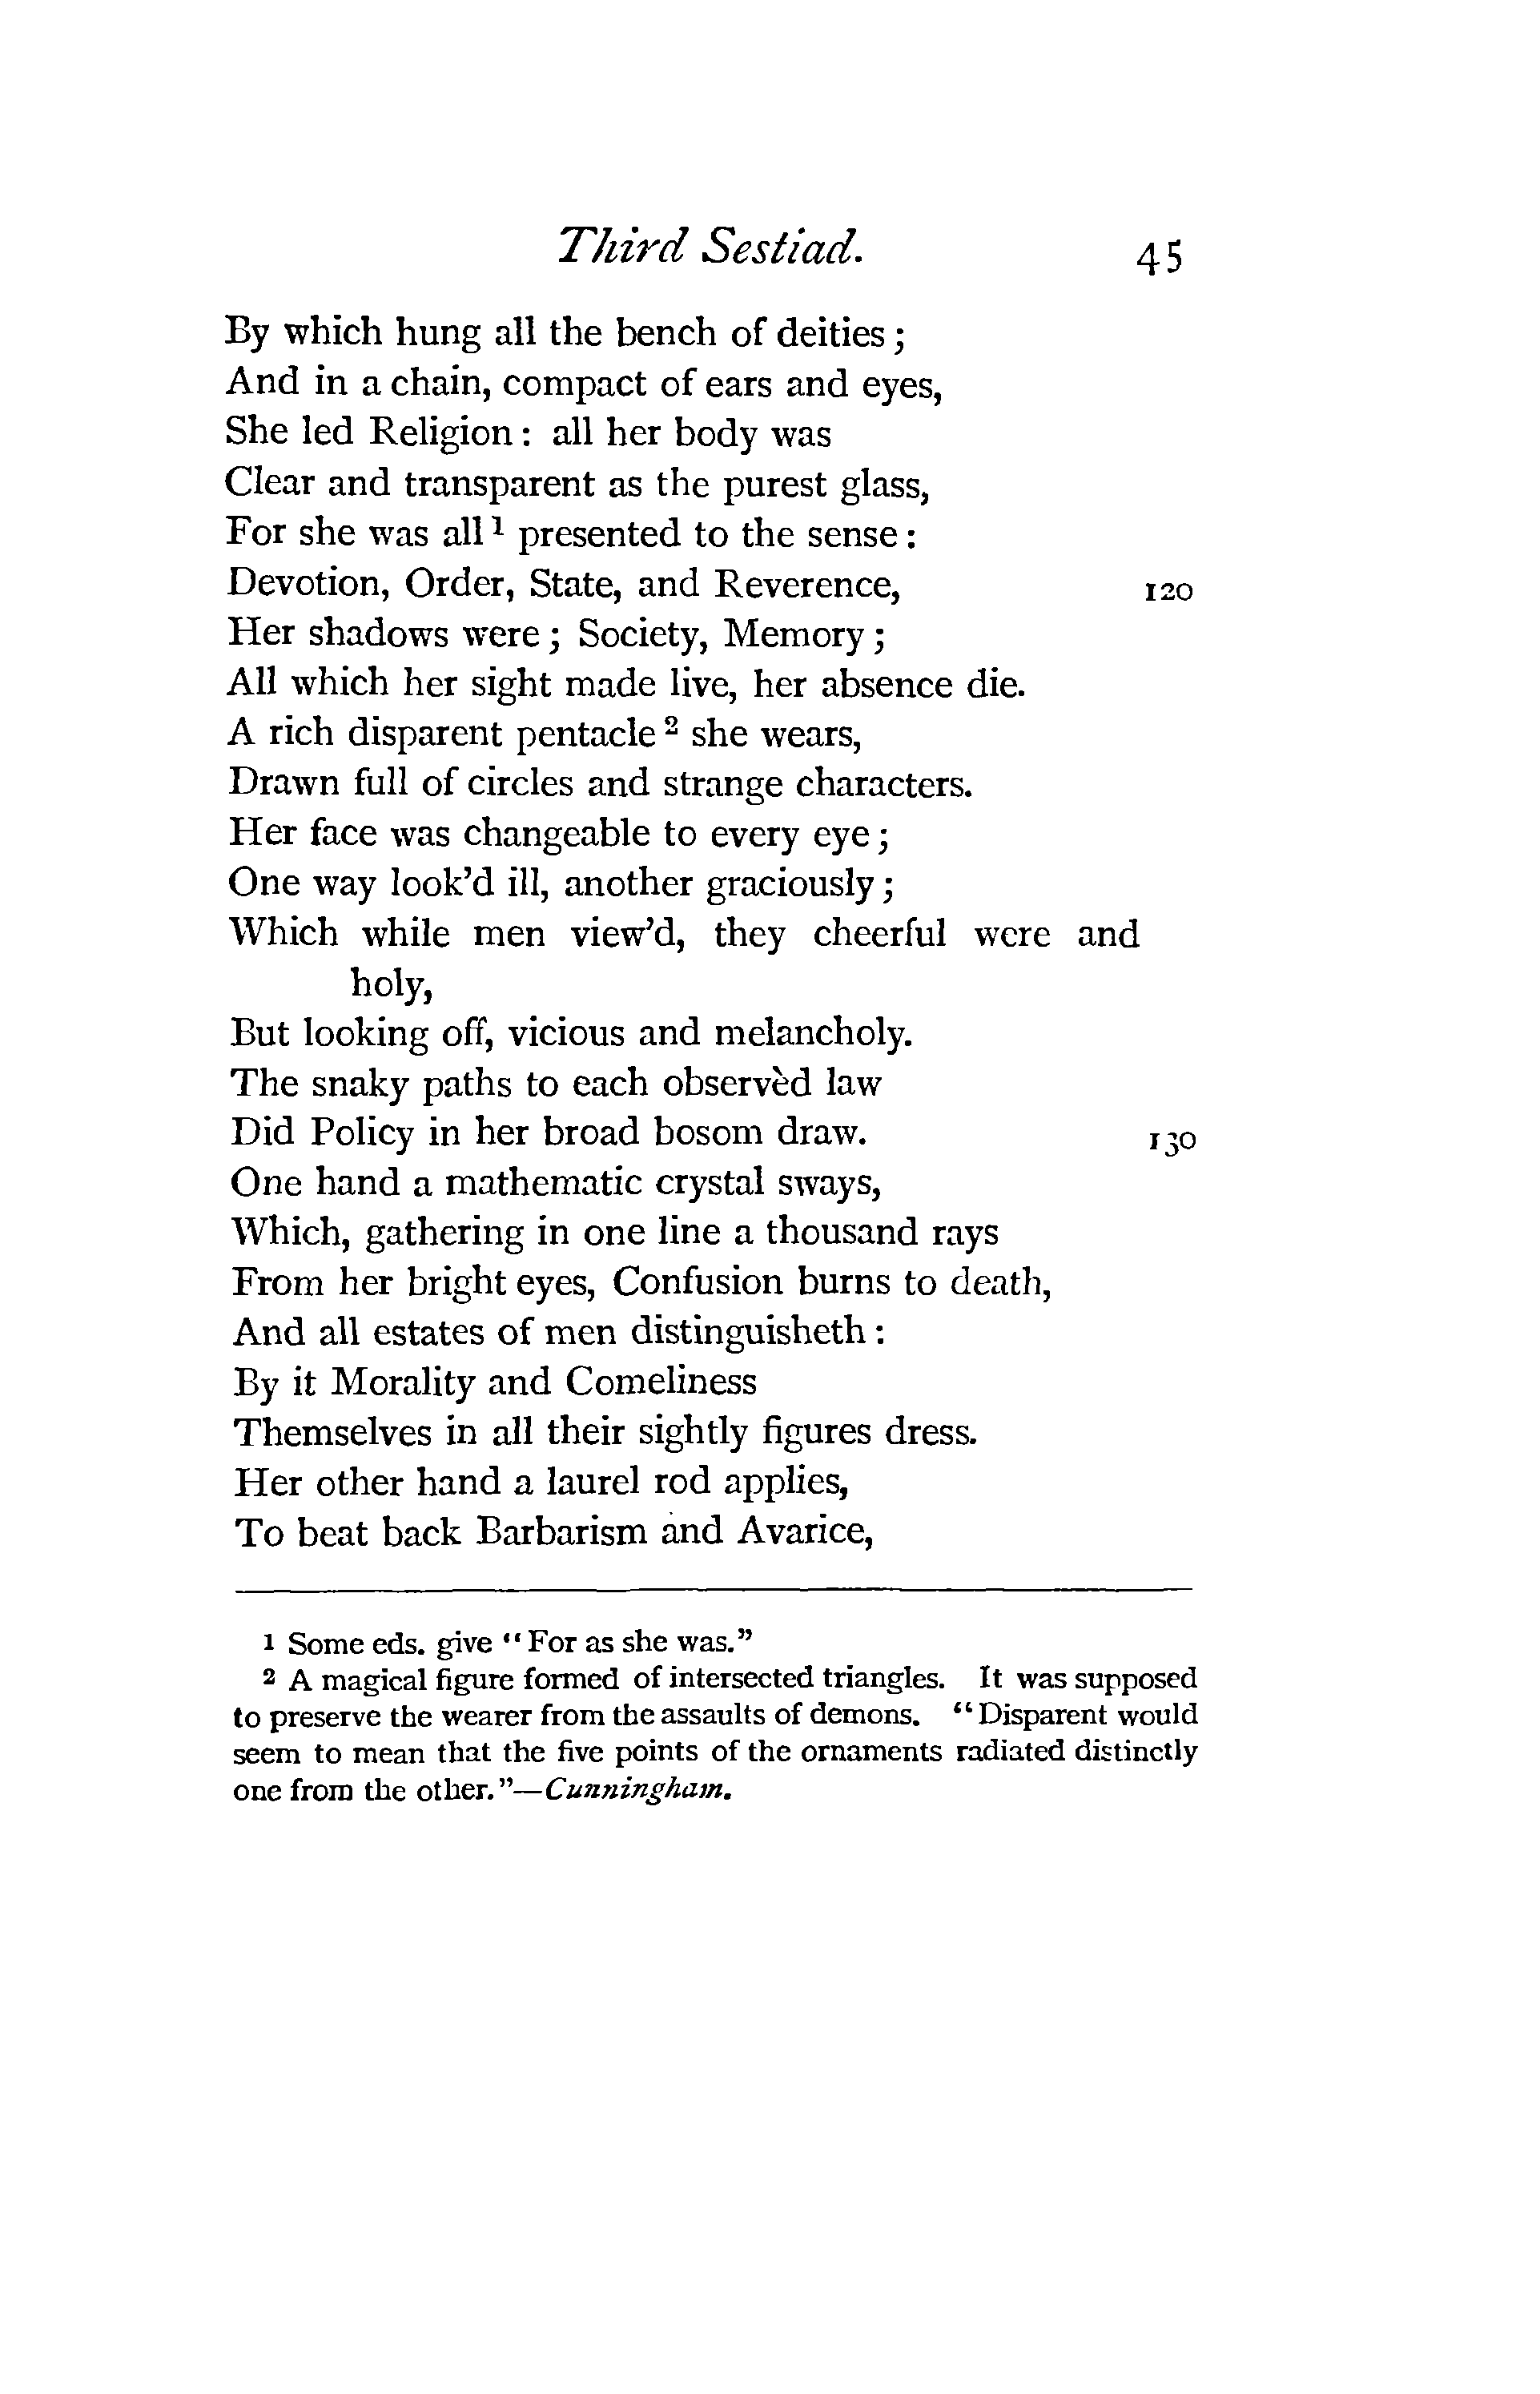 Third Sestiad. 45
By which hung all the bench of deities;
And in a chain, compact of ears and eyes,
She led Religion: all her body was
Clear and transparent as the purest glass,
For she was all¹ presented to the sense:
Devotion, Order, State, and Reverence, 120
Her shadows were; Society, Memory;
All which her sight made live, her absence die.
A rich disparent pentacle² she wears,
Drawn full of circles and strange characters.
Her face was changeable to every eye;
One way look’d ill, another graciously;
Which while men view’d, they cheerful were and
holy,
But looking off, vicious and melancholy.
The snaky paths to each observèd law
Did Policy in her broad bosom draw. 130
One hand a mathematic crystal sways,
Which, gathering in one line a thousand rays
From her bright eyes, Confusion burns to death,
And all estates of men distinguisheth:
By it Morality and Comeliness
Themselves in all their sightly figures dress.
Her other hand a laurel rod applies,
To beat back Barbarism and Avarice,
1 Some eds. give “For as she was.”
2 A magical figure formed of intersected triangles. It was supposed
to preserve the wearer from the assaults of demons. “Disparent would
seem to mean that the five points of the ornaments radiated distinctly
one from the other.”—Cunningham.